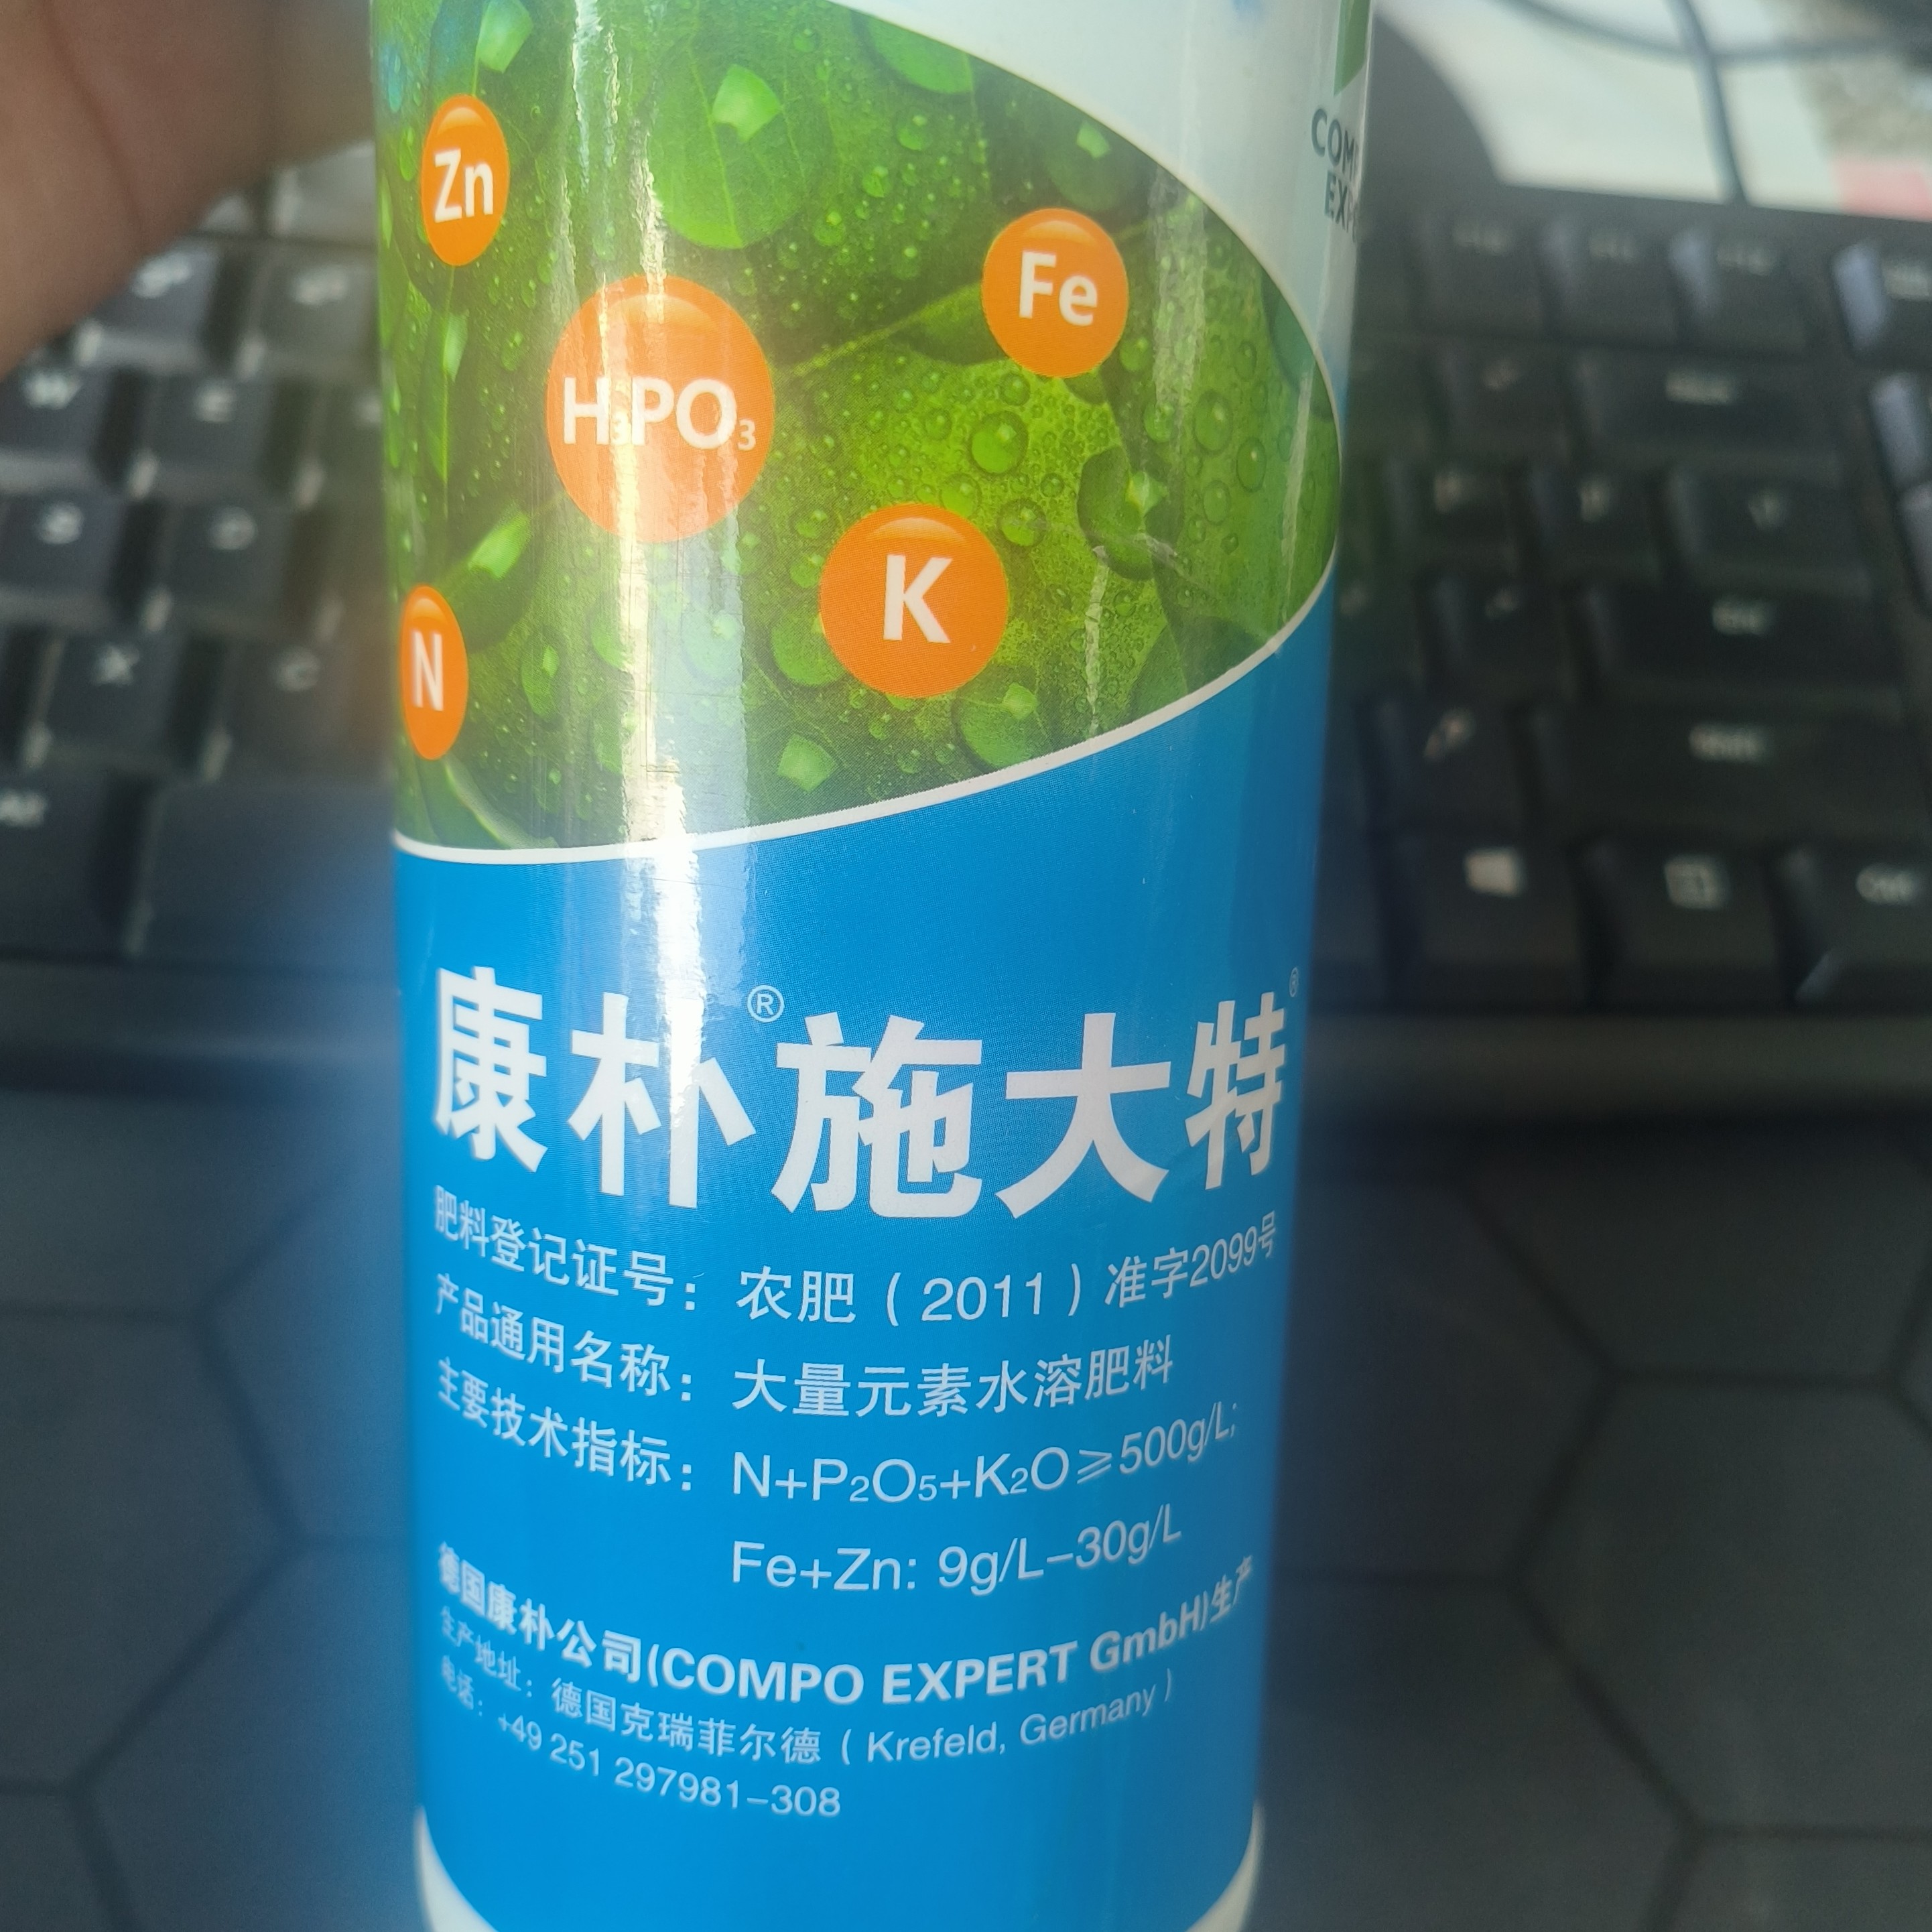 COM
EX
Zn
Fe
H₃PO₃
K
N
康朴®施大特®
肥料登记证号：农肥（2011）准字2099号
产品通用名称：大量元素水溶肥料
主要技术指标：N+P₂O₅+K₂O≥500g/L;
Fe+Zn: 9g/L-30g/L
德国康朴公司(COMPO EXPERT GmbH)生产
生产地址：德国克瑞菲尔德（Krefeld, Germany）
电话：+49 251 297981-308